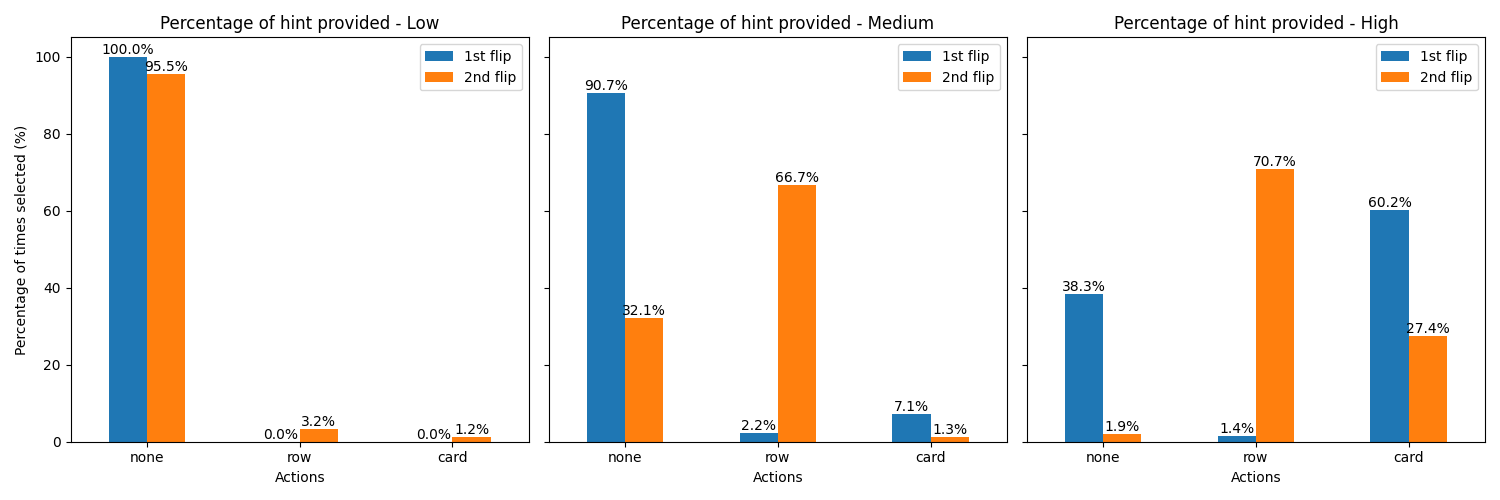 Percentage of hint provided - Low
Percentage of times selected (%)
100
80
60
40
20
0
100.0%
95.5%
0.0%
3.2%
0.0%
1.2%
1st flip
2nd flip
none
row
card
Actions
Percentage of hint provided - Medium
90.7%
32.1%
2.2%
66.7%
7.1%
1.3%
1st flip
2nd flip
none
row
card
Actions
Percentage of hint provided - High
38.3%
1.9%
1.4%
70.7%
60.2%
27.4%
1st flip
2nd flip
none
row
card
Actions